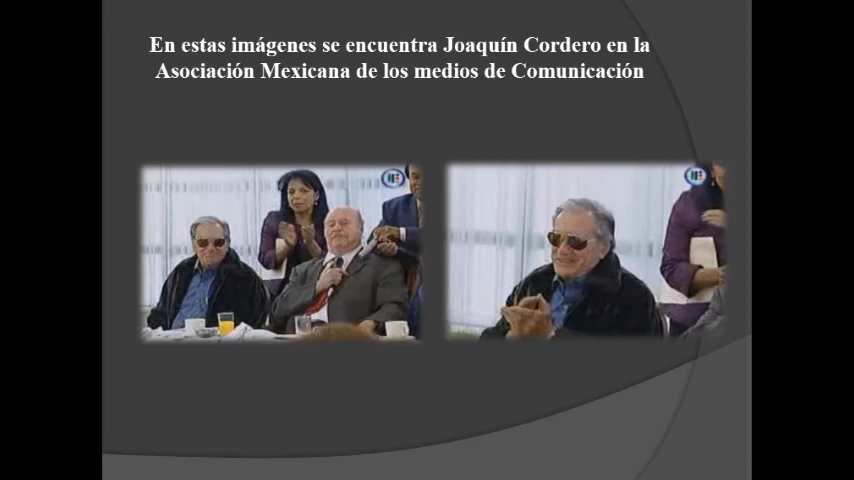 En estas imágenes se encuentra Joaquín Cordero en la
Asociación Mexicana de los medios de Comunicación